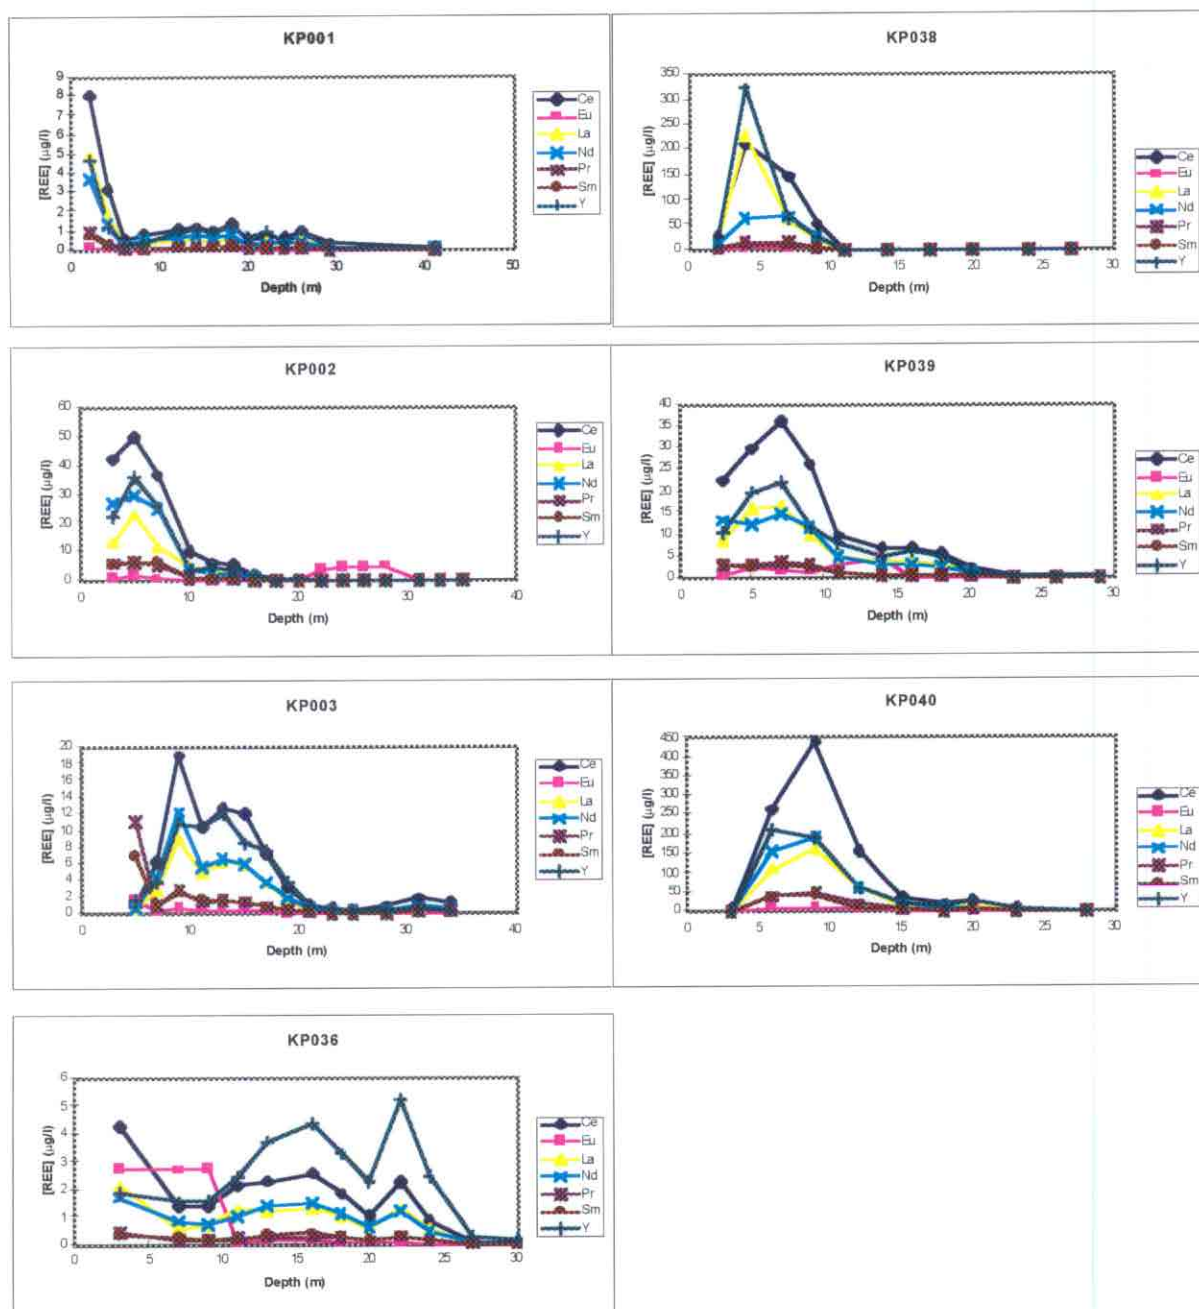 KP001
[REE] (µg/l)
9
8
7
6
5
4
3
2
1
0
0 10 20 30 40 50
Depth (m)
Ce
Eu
La
Nd
Pr
Sm
Y
KP038
[REE] (µg/l)
350
300
250
200
150
100
50
0
0 5 10 15 20 25 30
Depth (m)
Ce
Eu
La
Nd
Pr
Sm
Y
KP002
[REE] (µg/l)
60
50
40
30
20
10
0
0 10 20 30 40
Depth (m)
Ce
Eu
La
Nd
Pr
Sm
Y
KP039
[REE] (µg/l)
40
35
30
25
20
15
10
5
0
0 5 10 15 20 25 30
Depth (m)
Ce
Eu
La
Nd
Pr
Sm
Y
KP003
[REE] (µg/l)
20
18
16
14
12
10
8
6
4
2
0
0 10 20 30 40
Depth (m)
Ce
Eu
La
Nd
Pr
Sm
Y
KP040
[REE] (µg/l)
450
400
350
300
250
200
150
100
50
0
0 5 10 15 20 25 30
Depth (m)
Ce
Eu
La
Nd
Pr
Sm
Y
KP036
[REE] (µg/l)
6
5
4
3
2
1
0
0 5 10 15 20 25 30
Depth (m)
Ce
Eu
La
Nd
Pr
Sm
Y